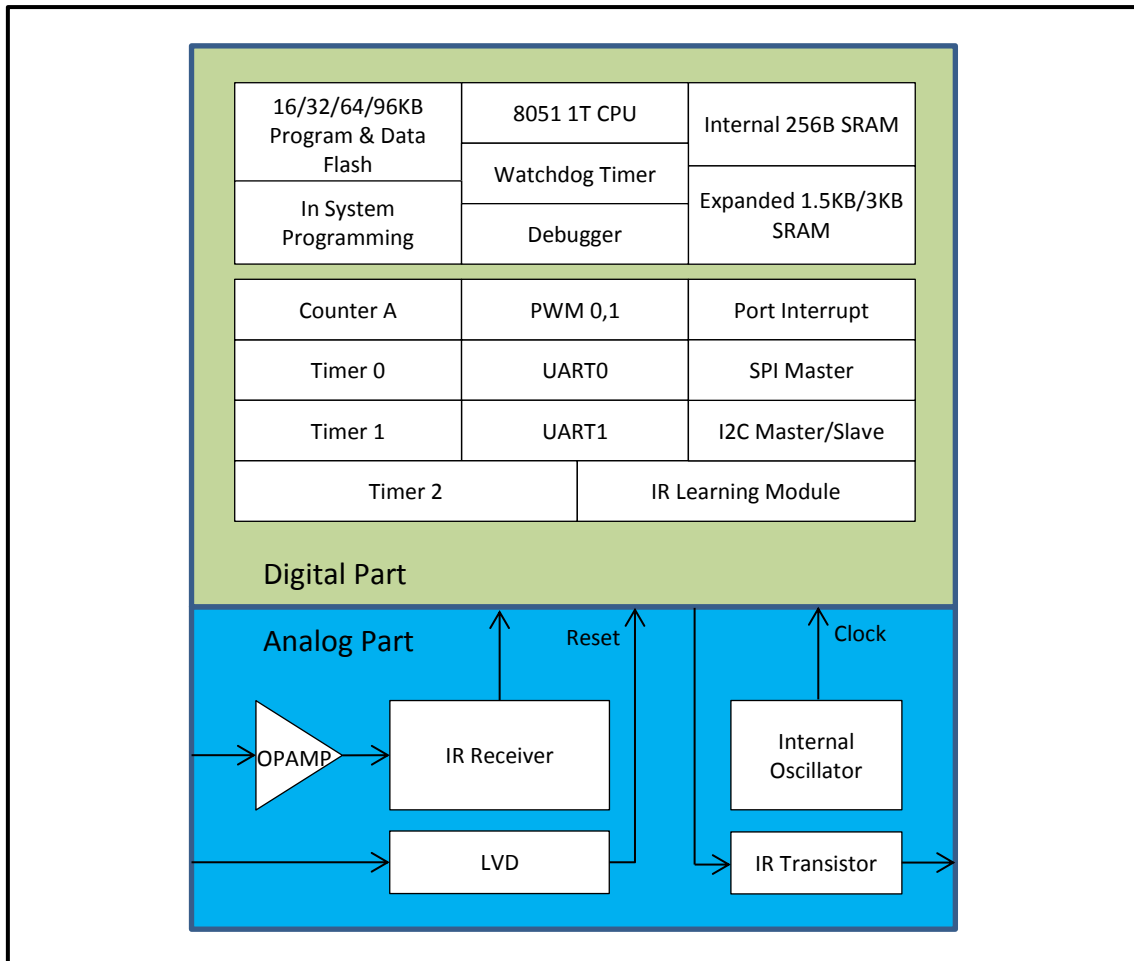 16/32/64/96KB
Program & Data
Flash
In System
Programming
8051 1T CPU
Watchdog Timer
Debugger
Internal 256B SRAM
Expanded 1.5KB/3KB
SRAM
Counter A
PWM 0,1
Port Interrupt
Timer 0
UART0
SPI Master
Timer 1
UART1
I2C Master/Slave
Timer 2
IR Learning Module
Digital Part
Analog Part
Reset
Clock
OPAMP
IR Receiver
Internal
Oscillator
LVD
IR Transistor